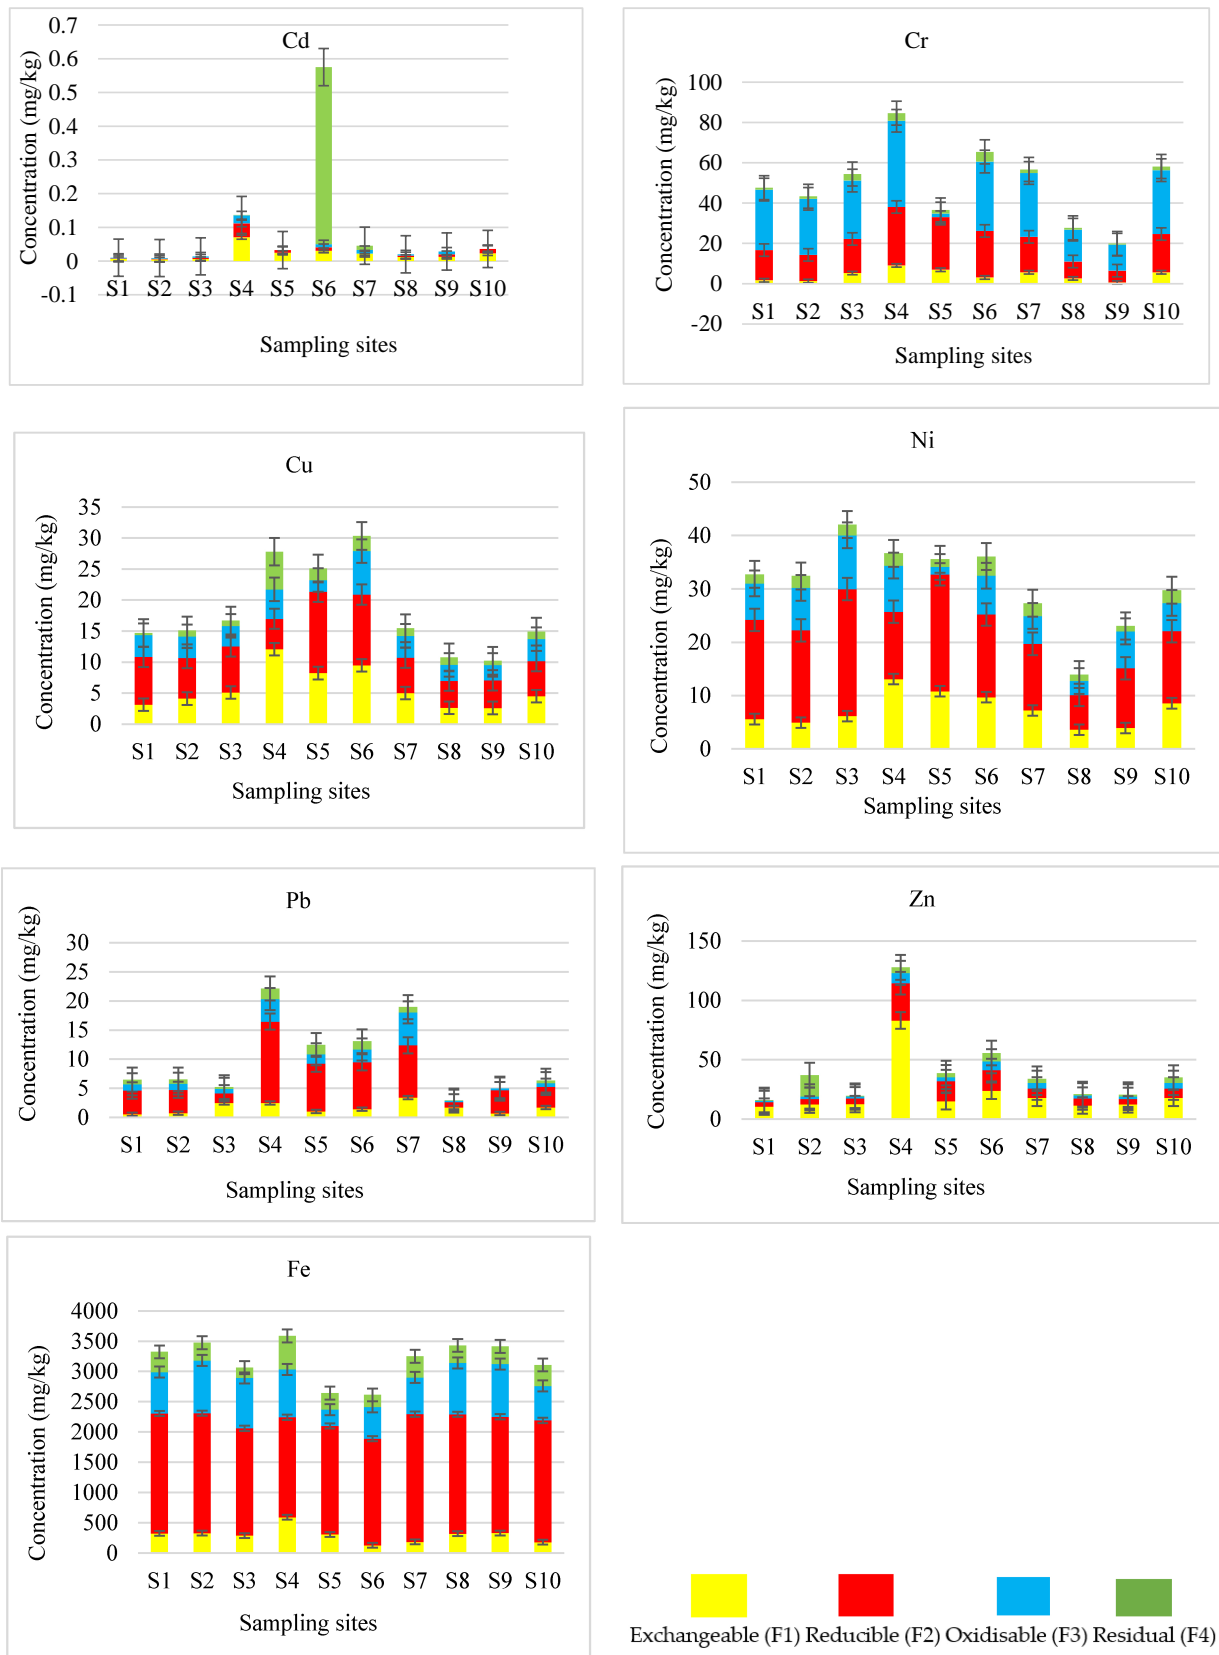 Cd
Concentration (mg/kg)
0.7
0.6
0.5
0.4
0.3
0.2
0.1
0
-0.1
S1 S2 S3 S4 S5 S6 S7 S8 S9 S10
Sampling sites
Cr
Concentration (mg/kg)
100
80
60
40
20
0
-20
S1 S2 S3 S4 S5 S6 S7 S8 S9 S10
Sampling sites
Cu
Concentration (mg/kg)
35
30
25
20
15
10
5
0
S1 S2 S3 S4 S5 S6 S7 S8 S9 S10
Sampling sites
Ni
Concentration (mg/kg)
50
40
30
20
10
0
S1 S2 S3 S4 S5 S6 S7 S8 S9 S10
Sampling sites
Pb
Concentration (mg/kg)
30
25
20
15
10
5
0
S1 S2 S3 S4 S5 S6 S7 S8 S9 S10
Sampling sites
Zn
Concentration (mg/kg)
150
100
50
0
S1 S2 S3 S4 S5 S6 S7 S8 S9 S10
Sampling sites
Fe
Concentration (mg/kg)
4000
3500
3000
2500
2000
1500
1000
500
0
S1 S2 S3 S4 S5 S6 S7 S8 S9 S10
Sampling sites
Exchangeable (F1) Reducible (F2) Oxidisable (F3) Residual (F4)